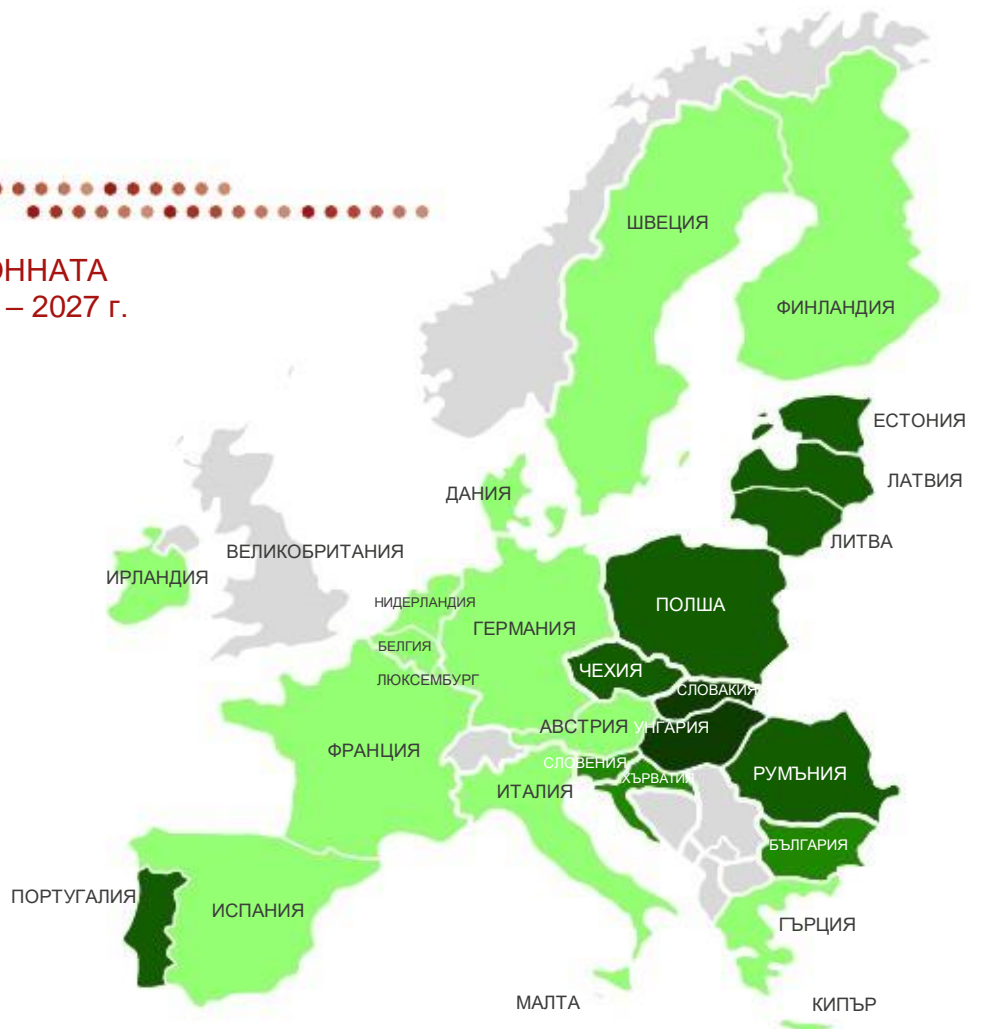 ОННАТА
– 2027 г.
ШВЕЦИЯ
ФИНЛАНДИЯ
ЕСТОНИЯ
ЛАТВИЯ
ДАНИЯ
ЛИТВА
ВЕЛИКОБРИТАНИЯ
ИРЛАНДИЯ
НИДЕРЛАНДИЯ
ПОЛША
ГЕРМАНИЯ
БЕЛГИЯ
ЧЕХИЯ
ЛЮКСЕМБУРГ
СЛОВАКИЯ
АВСТРИЯ
УНГАРИЯ
ФРАНЦИЯ
СЛОВЕНИЯ
ХЪРВАТИЯ
РУМЪНИЯ
ИТАЛИЯ
БЪЛГАРИЯ
ПОРТУГАЛИЯ
ИСПАНИЯ
ГЪРЦИЯ
МАЛТА
КИПЪР